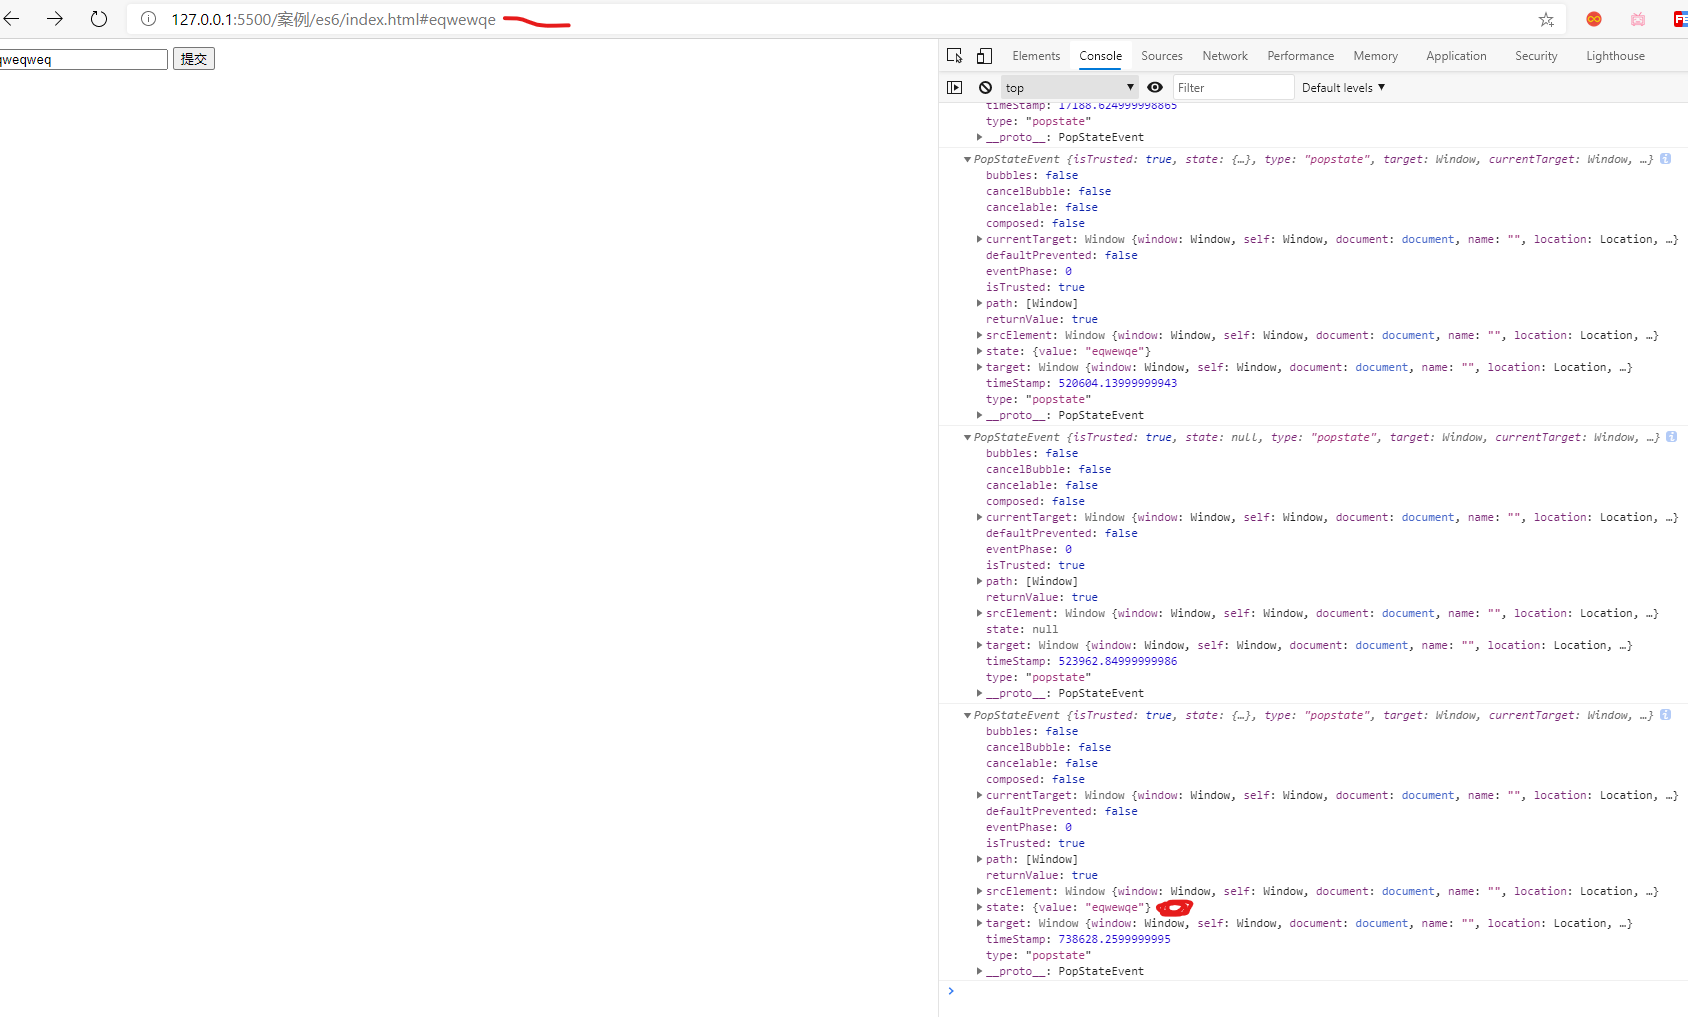 127.0.0.1:5500/案例/es6/index.html#eqwewqe
qweqweq 提交
Elements Console Sources Network Performance Memory Application Security Lighthouse
top Filter Default levels
timeStamp: 17188.624999998865
type: "popstate"
__proto__: PopStateEvent
PopStateEvent {isTrusted: true, state: {…}, type: "popstate", target: Window, currentTarget: Window, …}
bubbles: false
cancelBubble: false
cancelable: false
composed: false
currentTarget: Window {window: Window, self: Window, document: document, name: "", location: Location, …}
defaultPrevented: false
eventPhase: 0
isTrusted: true
path: [Window]
returnValue: true
srcElement: Window {window: Window, self: Window, document: document, name: "", location: Location, …}
state: {value: "eqwewqe"}
target: Window {window: Window, self: Window, document: document, name: "", location: Location, …}
timeStamp: 520604.13999999943
type: "popstate"
__proto__: PopStateEvent
PopStateEvent {isTrusted: true, state: null, type: "popstate", target: Window, currentTarget: Window, …}
bubbles: false
cancelBubble: false
cancelable: false
composed: false
currentTarget: Window {window: Window, self: Window, document: document, name: "", location: Location, …}
defaultPrevented: false
eventPhase: 0
isTrusted: true
path: [Window]
returnValue: true
srcElement: Window {window: Window, self: Window, document: document, name: "", location: Location, …}
state: null
target: Window {window: Window, self: Window, document: document, name: "", location: Location, …}
timeStamp: 523962.84999999986
type: "popstate"
__proto__: PopStateEvent
PopStateEvent {isTrusted: true, state: {…}, type: "popstate", target: Window, currentTarget: Window, …}
bubbles: false
cancelBubble: false
cancelable: false
composed: false
currentTarget: Window {window: Window, self: Window, document: document, name: "", location: Location, …}
defaultPrevented: false
eventPhase: 0
isTrusted: true
path: [Window]
returnValue: true
srcElement: Window {window: Window, self: Window, document: document, name: "", location: Location, …}
state: {value: "eqwewqe"}
target: Window {window: Window, self: Window, document: document, name: "", location: Location, …}
timeStamp: 738628.2599999995
type: "popstate"
__proto__: PopStateEvent